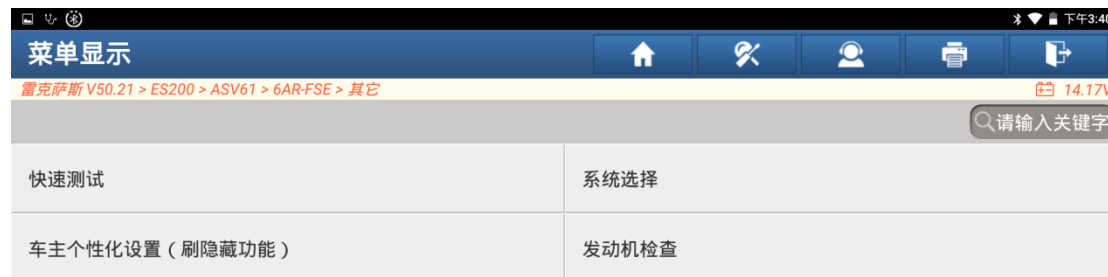 下午3:40
菜单显示
雷克萨斯 V50.21 > ES200 > ASV61 > 6AR-FSE > 其它
14.17V
请输入关键字
快速测试
系统选择
车主个性化设置（刷隐藏功能）
发动机检查